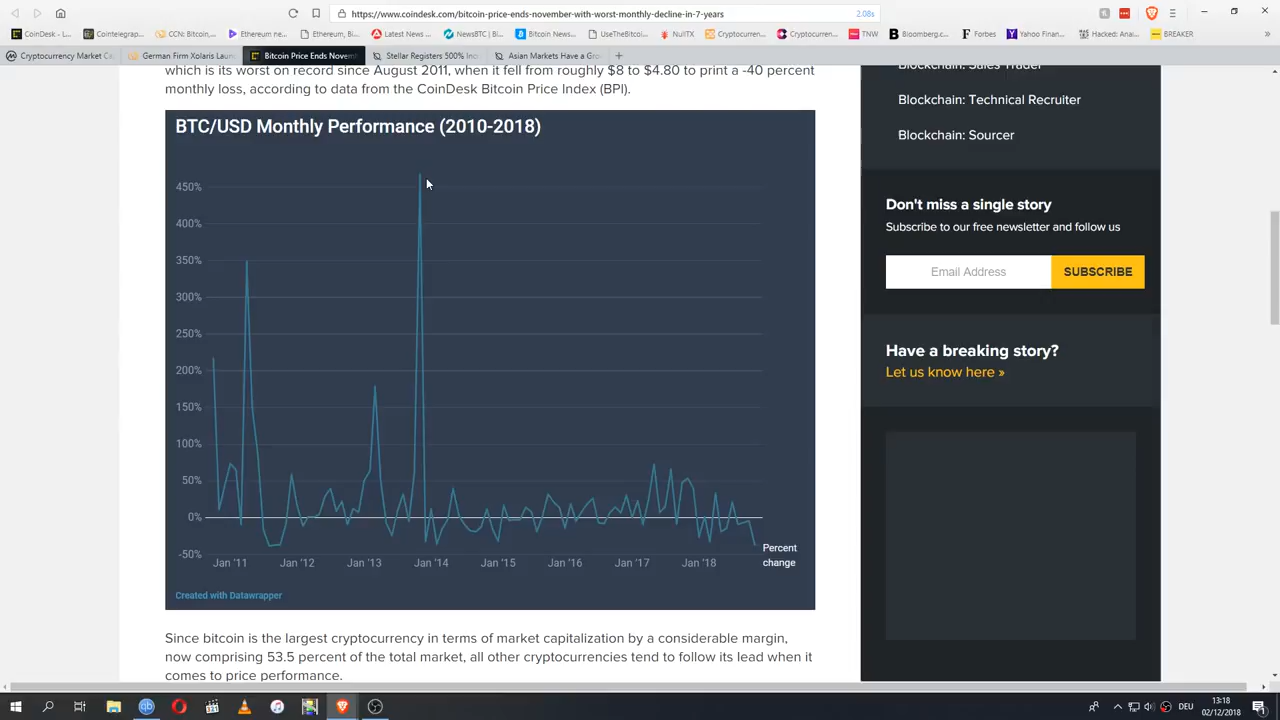 https://www.coindesk.com/bitcoin-price-ends-november-with-worst-monthly-decline-in-7-years
2.08s
CoinDesk - L...
Cointelegrap...
CCN: Bitcoin,...
Ethereum ne...
Ethereum, Bi...
Latest News ...
NewsBTC | Bi...
Bitcoin News...
UseTheBitcoi...
NullTX
Cryptocurren...
Cryptocurren...
TNW
Bloomberg.c...
Forbes
Yahoo Finan...
Hacked: Anal...
BREAKER
»
Cryptocurrency Market Ca
German Firm Xolaris Laun
Bitcoin Price Ends Novem
Stellar Registers 500% Inc
Asian Markets Have a Gro
which is its worst on record since August 2011, when it fell from roughly $8 to $4.80 to print a -40 percent
monthly loss, according to data from the CoinDesk Bitcoin Price Index (BPI).
BTC/USD Monthly Performance (2010-2018)
450%
400%
350%
300%
250%
200%
150%
100%
50%
0%
-50%
Jan '11
Jan '12
Jan '13
Jan '14
Jan '15
Jan '16
Jan '17
Jan '18
Percent
change
Created with Datawrapper
Since bitcoin is the largest cryptocurrency in terms of market capitalization by a considerable margin,
now comprising 53.5 percent of the total market, all other cryptocurrencies tend to follow its lead when it
comes to price performance.
Blockchain: Sales Trader
Blockchain: Technical Recruiter
Blockchain: Sourcer
Don't miss a single story
Subscribe to our free newsletter and follow us
Email Address
SUBSCRIBE
Have a breaking story?
Let us know here »
DEU
13:18
02/12/2018